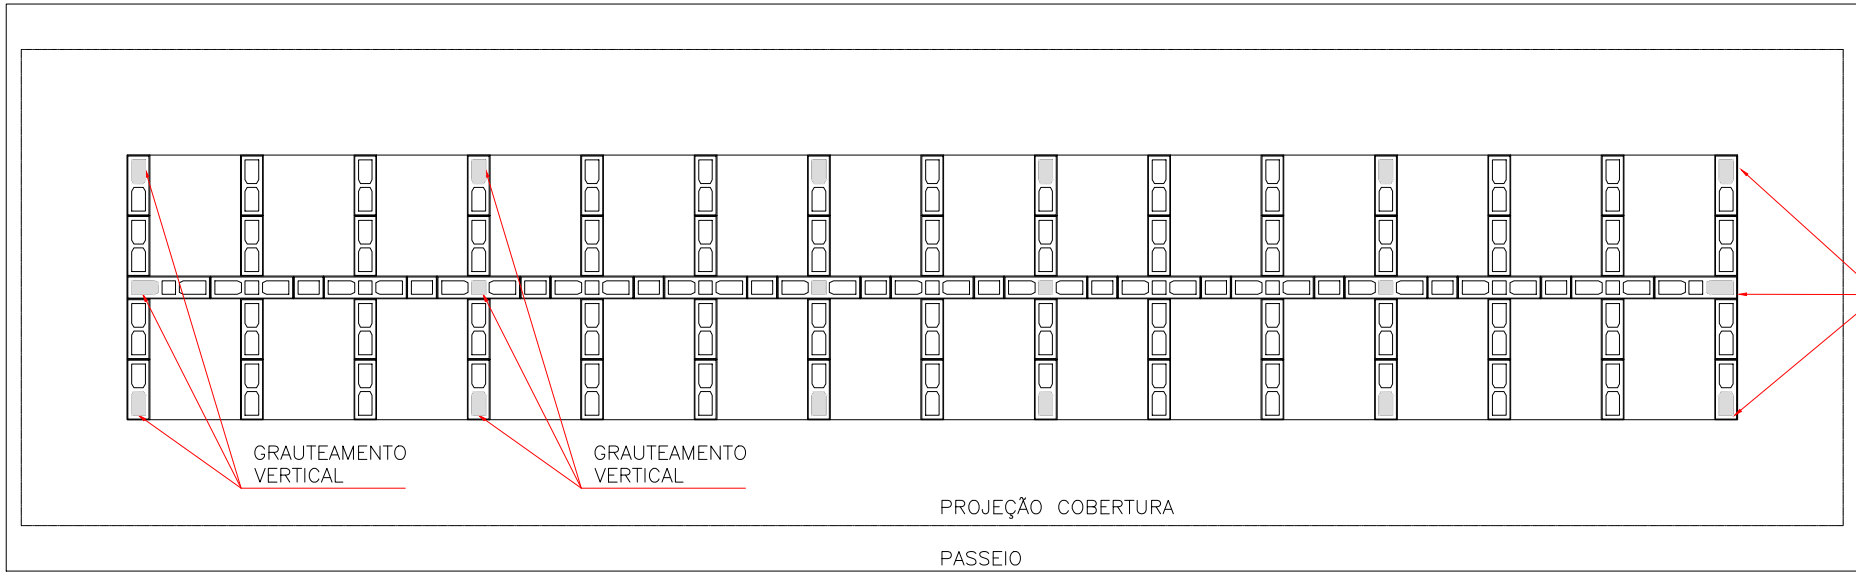 GRAUTEAMENTO
VERTICAL
GRAUTEAMENTO
VERTICAL
PROJEÇÃO COBERTURA
PASSEIO